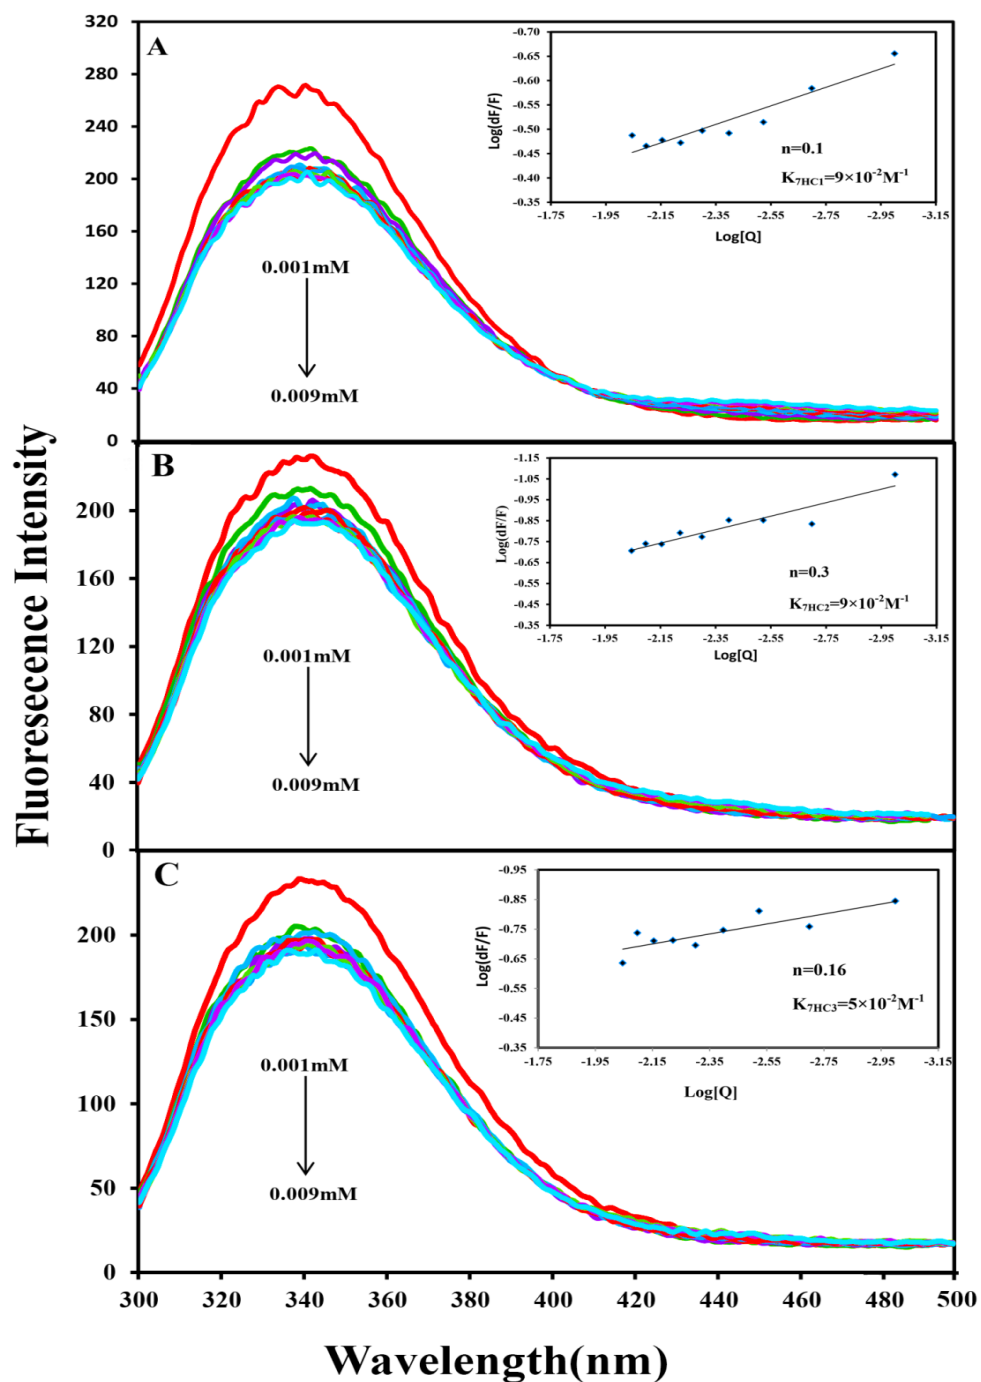 Fluoresecence Intensity
320
280
240
200
160
120
80
40
0
A
0.001mM
0.009mM
-0.70
-0.65
-0.60
-0.55
-0.50
-0.45
-0.40
-0.35
Log(dF/F)
n=0.1
K7HC1=9×10-2M-1
-1.75 -1.95 -2.15 -2.35 -2.55 -2.75 -2.95 -3.15
Log[Q]
200
160
120
80
40
0
B
0.001mM
0.009mM
-1.15
-1.05
-0.95
-0.85
-0.75
-0.65
-0.55
-0.45
-0.35
Log(dF/F)
n=0.3
K7HC2=9×10-2M-1
-1.75 -1.95 -2.15 -2.35 -2.55 -2.75 -2.95 -3.15
Log[Q]
200
150
100
50
0
C
0.001mM
0.009mM
-0.95
-0.85
-0.75
-0.65
-0.55
-0.45
-0.35
Log(dF/F)
n=0.16
K7HC3=5×10-2M-1
-1.75 -1.95 -2.15 -2.35 -2.55 -2.75 -2.95 -3.15
Log[Q]
300 320 340 360 380 400 420 440 460 480 500
Wavelength(nm)